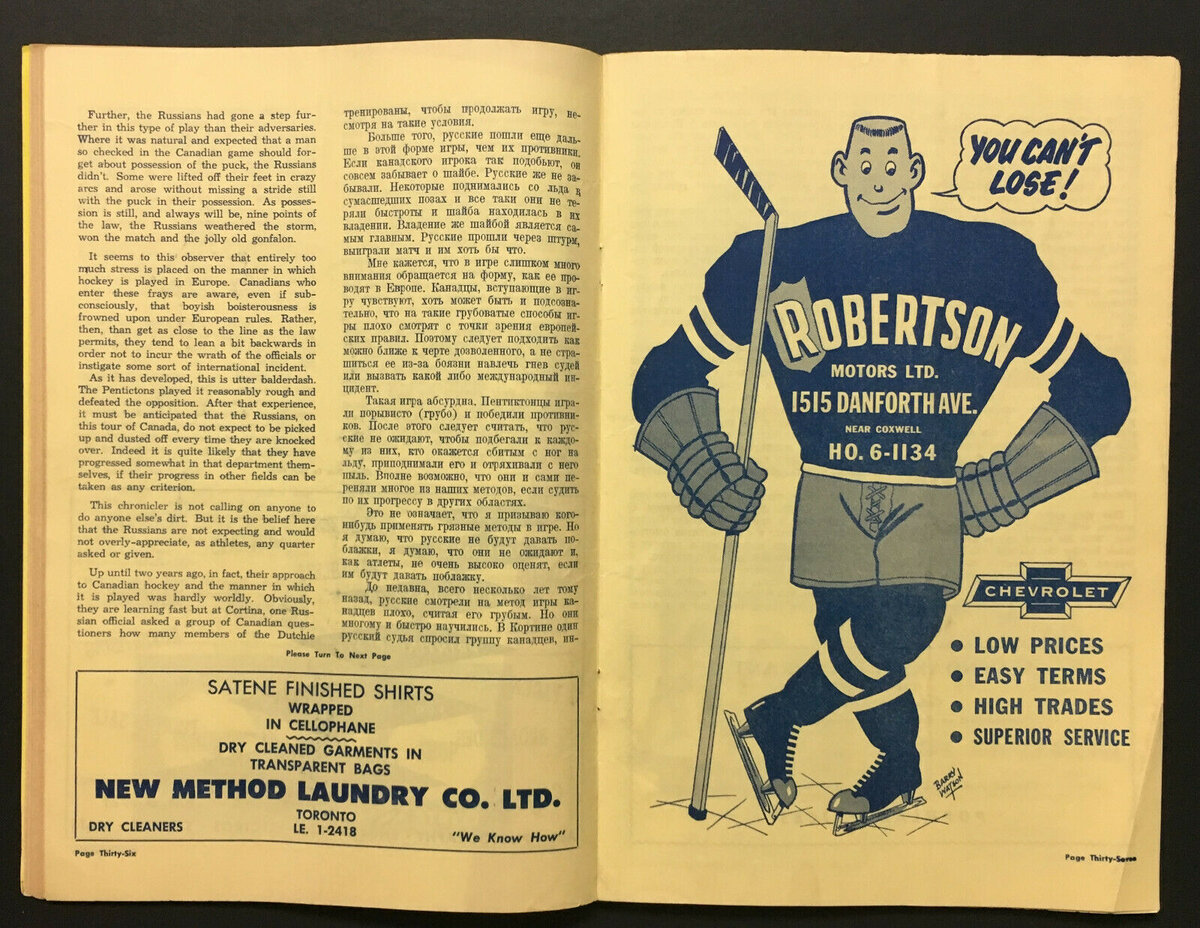 Further, the Russians had gone a step fur-
ther in this type of play than their adversaries.
Where it was natural and expected that a man
so checked in the Canadian game should for-
get about possession of the puck, the Russians
didn't. Some were lifted off their feet in crazy
arcs and arose without missing a stride still
with the puck in their possession. As posses-
sion is still, and always will be, nine points of
the law, the Russians weathered the storm,
won the match and the jolly old gonfalon.
It seems to this observer that entirely too
much stress is placed on the manner in which
hockey is played in Europe. Canadians who
enter these frays are aware, even if sub-
consciously, that boyish boisterousness is
frowned upon under European rules. Rather,
then, than get as close to the line as the law
permits, they tend to lean a bit backwards in
order not to incur the wrath of the officials or
instigate some sort of international incident.
As it has developed, this is utter balderdash.
The Pentictons played it reasonably rough and
defeated the opposition. After that experience,
it must be anticipated that the Russians, on
this tour of Canada, do not expect to be picked
up and dusted off every time they are knocked
over. Indeed it is quite likely that they have
progressed somewhat in that department them-
selves, if their progress in other fields can be
taken as any criterion.
This chronicler is not calling on anyone to
do anyone else's dirt. But it is the belief here
that the Russians are not expecting and would
not overly-appreciate, as athletes, any quarter
asked or given.
Up until two years ago, in fact, their approach
to Canadian hockey and the manner in which
it is played was hardly worldly. Obviously,
they are learning fast but at Cortina, one Rus-
sian official asked a group of Canadian ques-
tioners how many members of the Dutchie
тренированы, чтобы продолжать игру, не-
смотря на такие условия.
Больше того, русские пошли еще даль-
ше в этой форме игры, чем их противники.
Если канадского игрока так подобьют, он
совсем забывает о шайбе. Русские же не за-
бывали. Некоторые поднимались со льда в
сумасшедших позах и все таки они не те-
ряли быстроты и шайба находилась в их
владении. Владение же шайбой является са-
мым главным. Русские прошли через штурм,
выиграли матч и им хоть бы что.
Мне кажется, что в игре слишком много
внимания обращается на форму, как ее про-
водят в Европе. Канадцы, вступающие в иг-
ру чувствуют, хоть может быть и подсозна-
тельно, что на такие грубоватые способы иг-
ры плохо смотрят с точки зрения европей-
ских правил. Поэтому следует подходить как
можно ближе к черте дозволенного, а не стра-
шиться ее из-за боязни навлечь гнев судей
или вызвать какой либо международный ин-
цидент.
Такая игра абсурдна. Пентиктонцы игра-
ли порывисто (грубо) и победили противни-
ков. После этого следует считать, что рус-
ские не ожидают, чтобы подбегали к каждо-
му из них, кто окажется сбитым с ног на
льду, приподнимали его и отряхивали с него
пыль. Вполне возможно, что они и сами пе-
реняли многое из наших методов, если судить
по их прогрессу в других областях.
Это не означает, что я призываю кого-
нибудь применять грязные методы в игре. Но
я думаю, что русские не будут давать по-
блажки, я думаю, что они не ожидают и,
как атлеты, не очень высоко оценят, если
им будут давать поблажку.
До недавна, всего несколько лет тому
назад, русские смотрели на метод игры ка-
надцев плохо, считая его грубым. Но они
многому и быстро научились. В Кортине один
русский судья спросил группу канадцев, ин-
Please Turn To Next Page
SATENE FINISHED SHIRTS
WRAPPED
IN CELLOPHANE
DRY CLEANED GARMENTS IN
TRANSPARENT BAGS
NEW METHOD LAUNDRY CO. LTD.
TORONTO
DRY CLEANERS LE. 1-2418 "We Know How"
Page Thirty-Six
YOU CAN'T
LOSE!
ROBERTSON
MOTORS LTD.
1515 DANFORTH AVE.
NEAR COXWELL
HO. 6-1134
CHEVROLET
• LOW PRICES
• EASY TERMS
• HIGH TRADES
• SUPERIOR SERVICE
BARRY
WATSON
Page Thirty-Seven